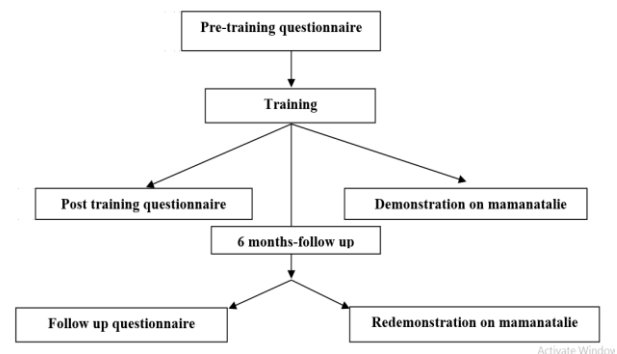 Pre-training questionnaire
Training
Post training questionnaire
Demonstration on mamanatalie
6 months-follow up
Follow up questionnaire
Redemonstration on mamanatalie
Activate Window